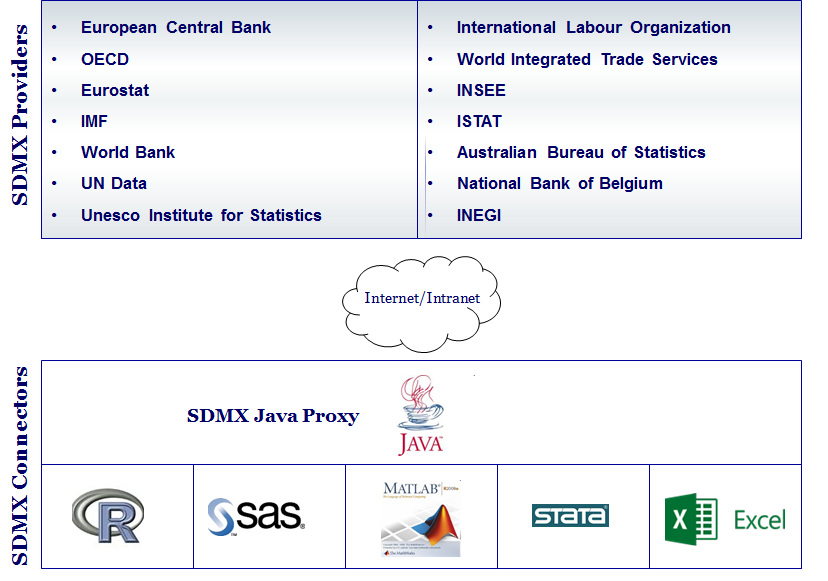 SDMX Providers
• European Central Bank
• OECD
• Eurostat
• IMF
• World Bank
• UN Data
• Unesco Institute for Statistics
• International Labour Organization
• World Integrated Trade Services
• INSEE
• ISTAT
• Australian Bureau of Statistics
• National Bank of Belgium
• INEGI
Internet/Intranet
SDMX Connectors
SDMX Java Proxy
JAVA
R
sas
MATLAB
The MathWorks
STATA
X
Excel